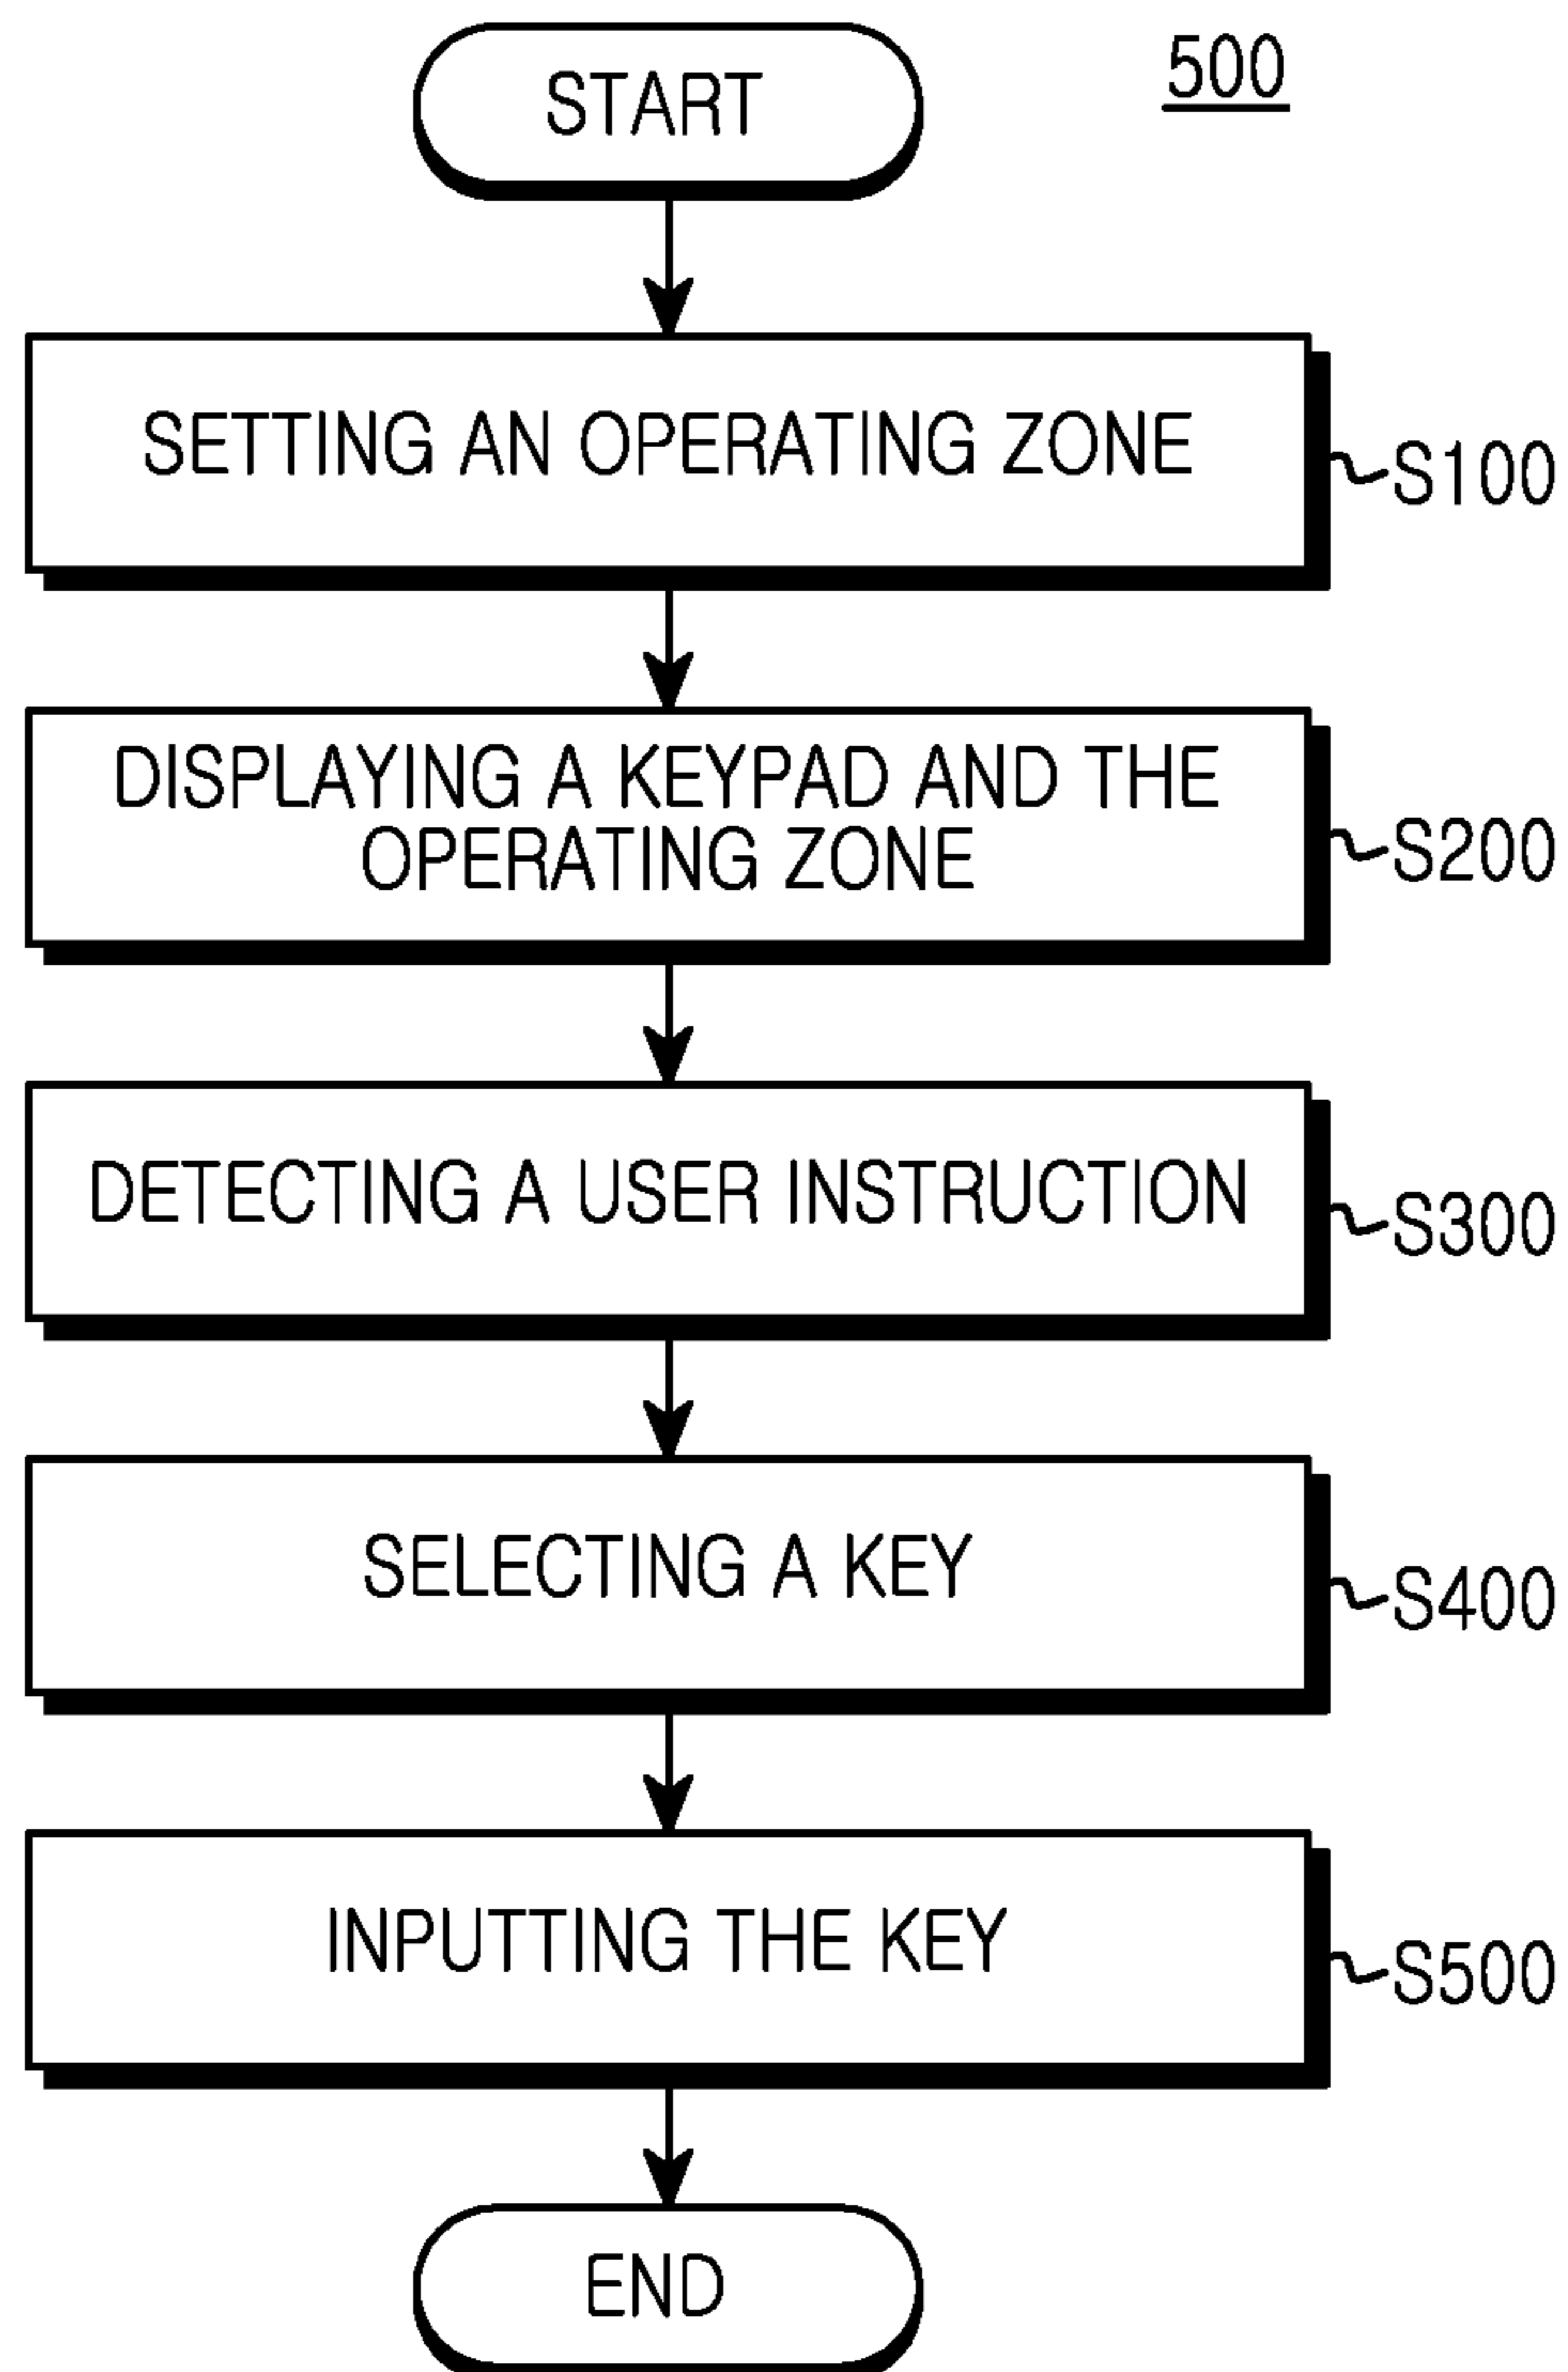 START
500
SETTING AN OPERATING ZONE
S100
DISPLAYING A KEYPAD AND THE
OPERATING ZONE
S200
DETECTING A USER INSTRUCTION
S300
SELECTING A KEY
S400
INPUTTING THE KEY
S500
END